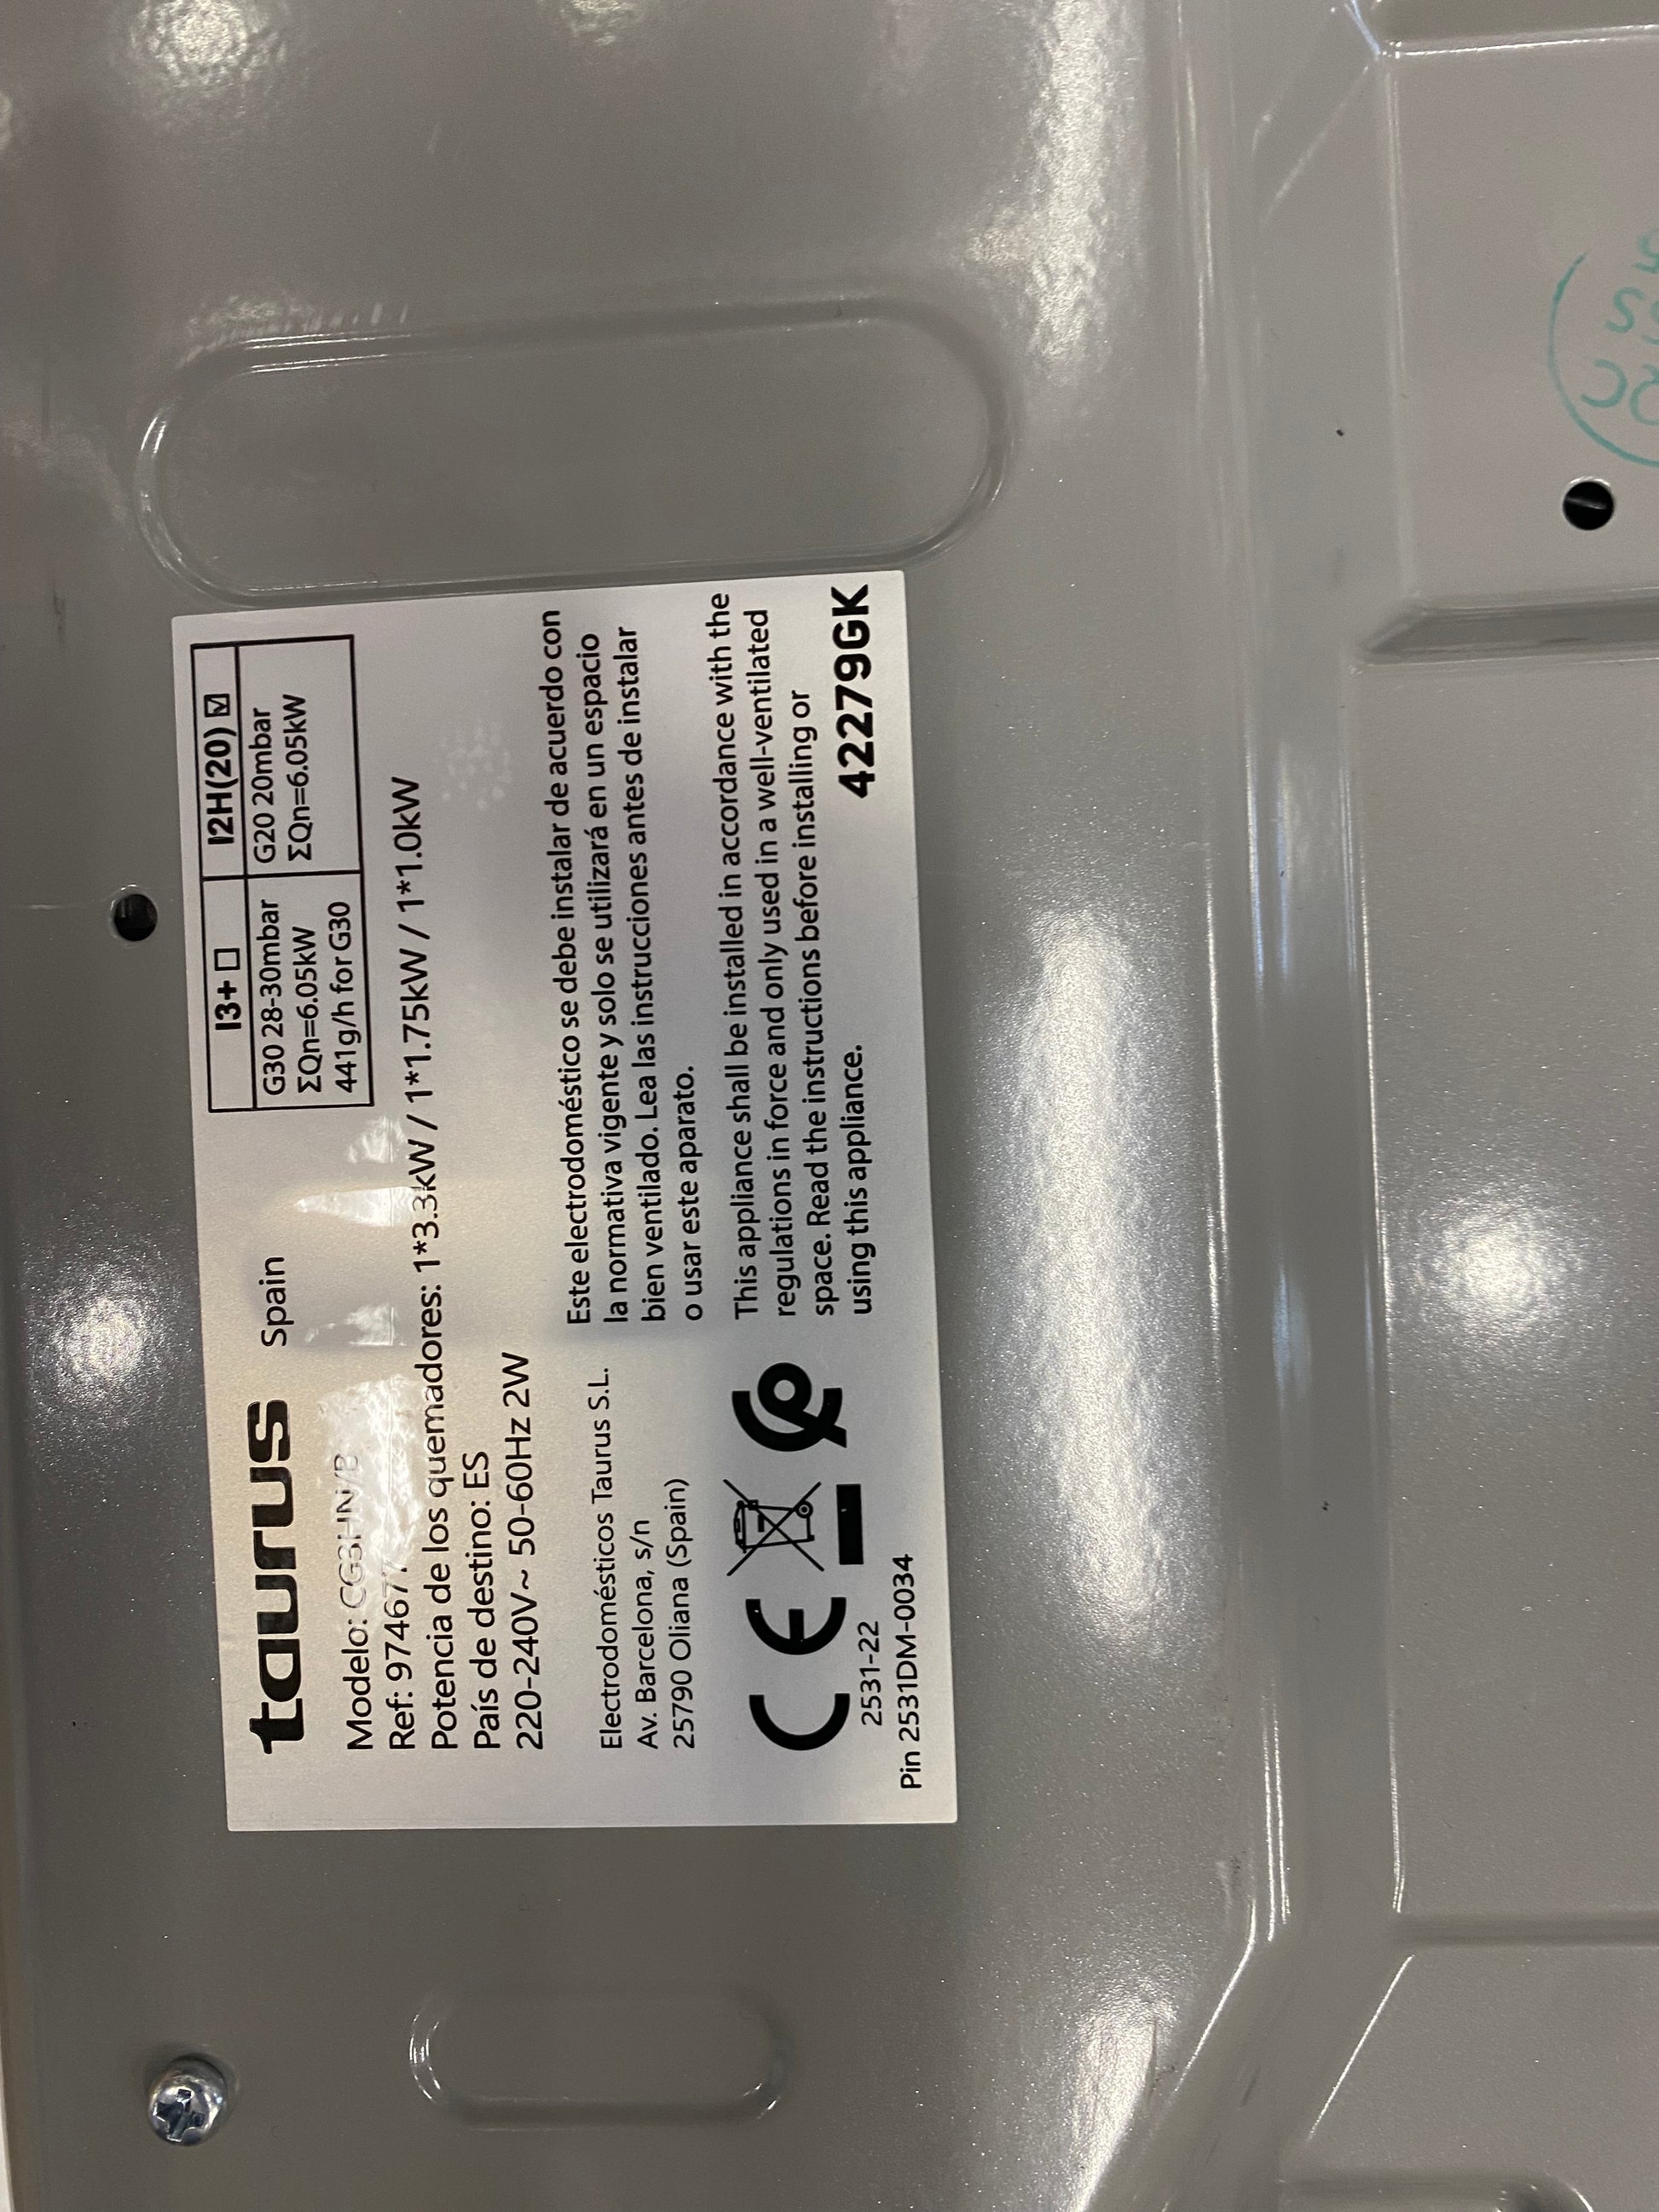 taurus Spain
I3+ ☐ I2H(20) ☑
G30 28-30mbar G20 20mbar
ΣQn=6.05kW ΣQn=6.05kW
441g/h for G30
Modelo: CG3HN/B
Ref: 974677
Potencia de los quemadores: 1*3.3kW / 1*1.75kW / 1*1.0kW
País de destino: ES
220-240V~ 50-60Hz 2W
Electrodomésticos Taurus S.L.
Av. Barcelona, s/n
25790 Oliana (Spain)
Este electrodoméstico se debe instalar de acuerdo con
la normativa vigente y solo se utilizará en un espacio
bien ventilado. Lea las instrucciones antes de instalar
o usar este aparato.
This appliance shall be installed in accordance with the
regulations in force and only used in a well-ventilated
space. Read the instructions before installing or
using this appliance.
CE
2531-22
Pin 2531DM-0034
42279GK